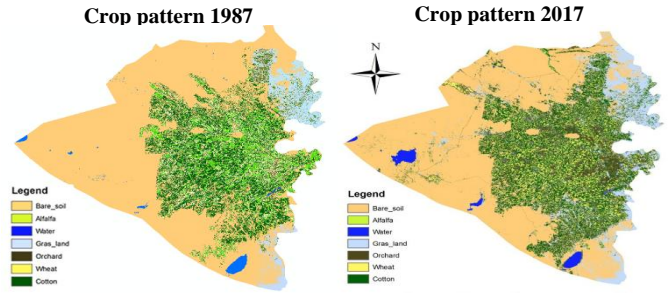 Crop pattern 1987
Crop pattern 2017
N
Legend
Bare_soil
Alfalfa
Water
Gras_land
Orchard
Wheat
Cotton
Legend
Bare_soil
Alfalfa
Water
Gras_land
Orchard
Wheat
Cotton